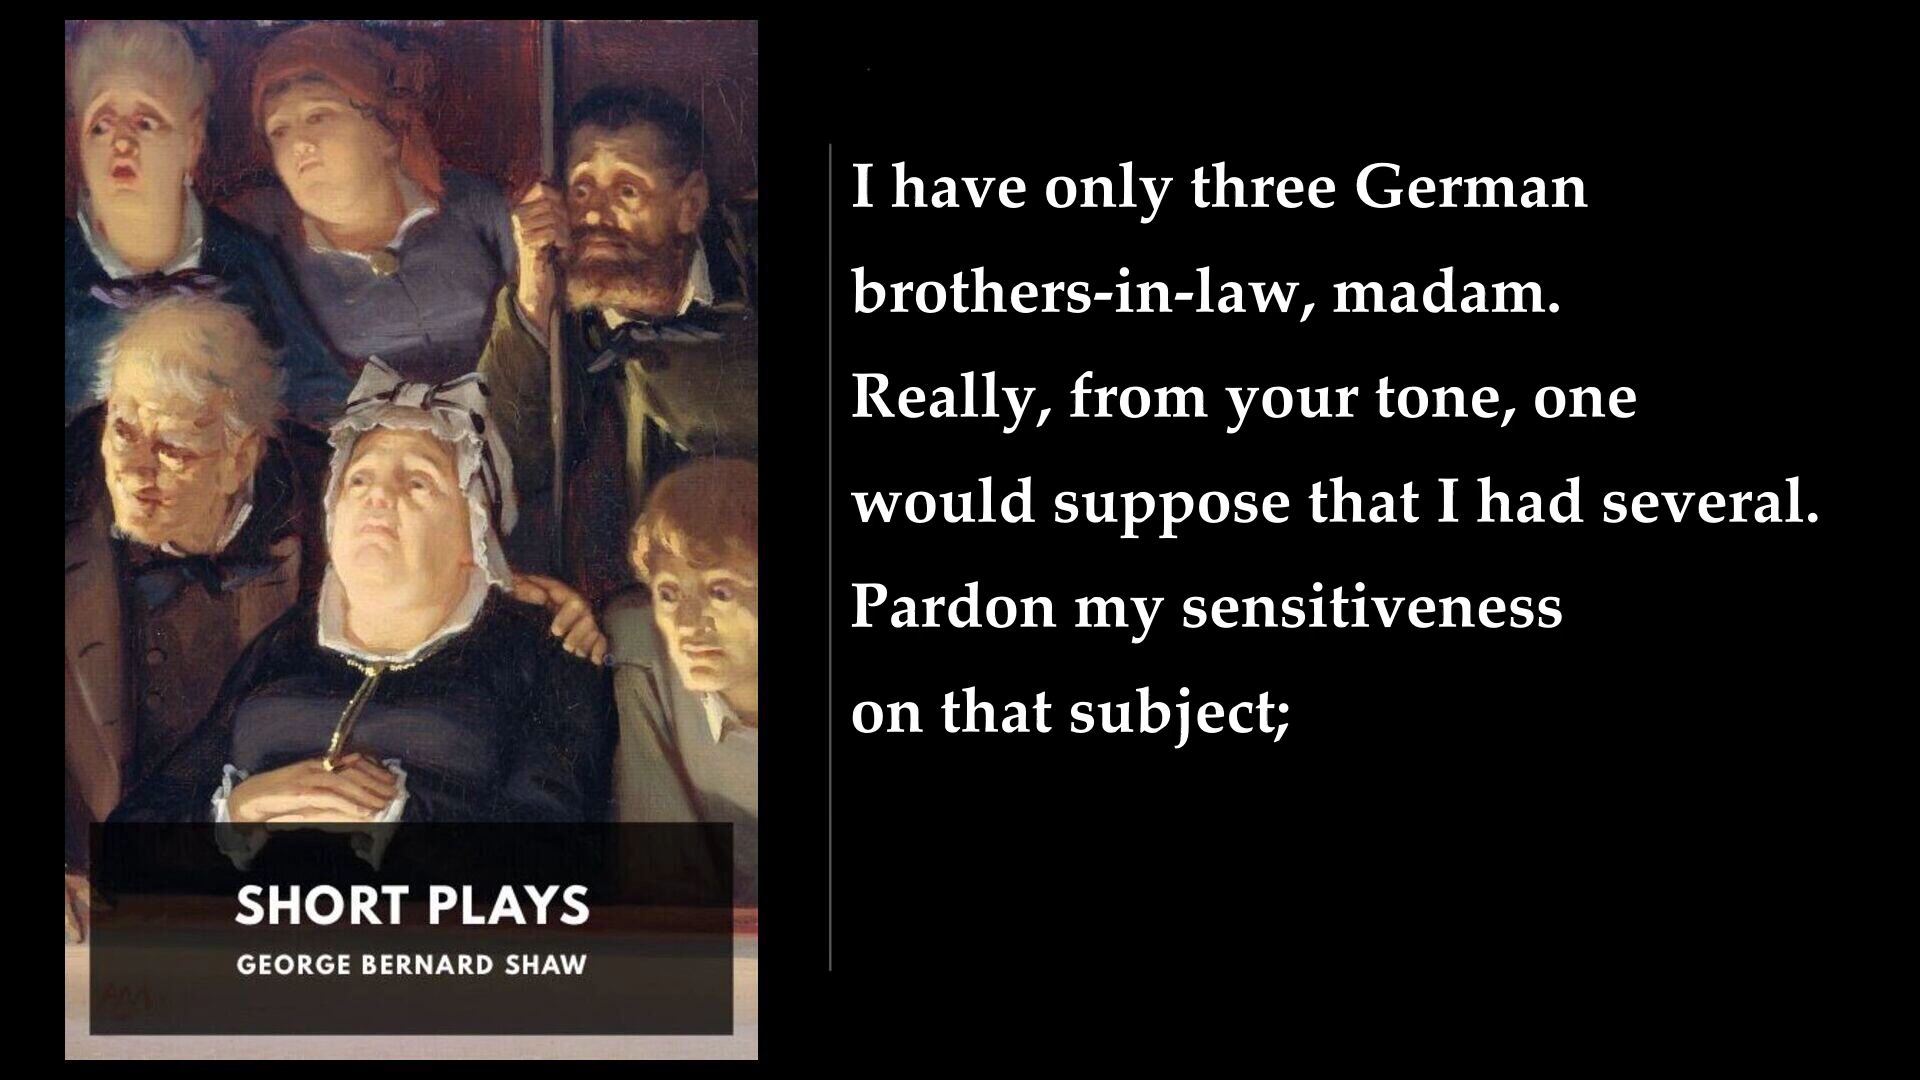 SHORT PLAYS
GEORGE BERNARD SHAW
I have only three German
brothers-in-law, madam.
Really, from your tone, one
would suppose that I had several.
Pardon my sensitiveness
on that subject;